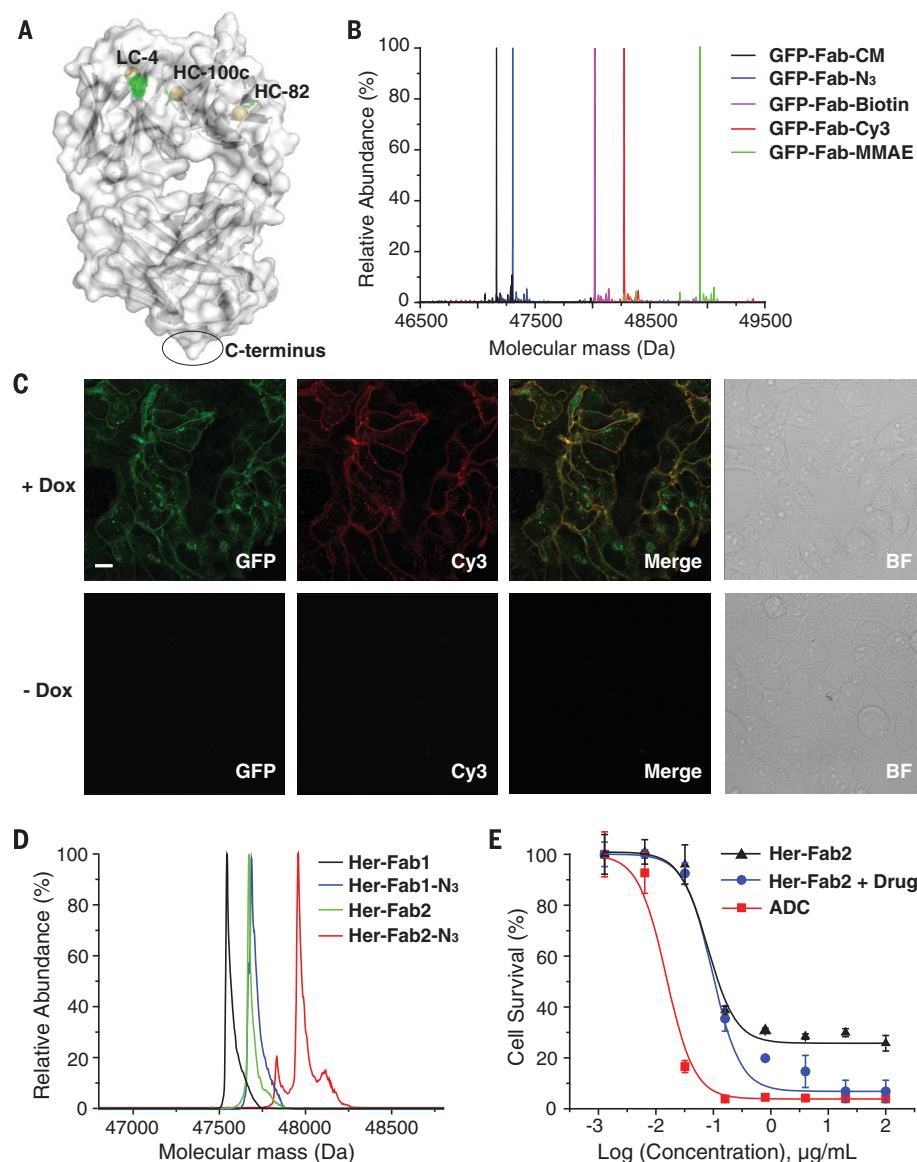 A
LC-4
HC-100c
HC-82
C-terminus
B
Relative Abundance (%)
100
80
60
40
20
0
46500 47500 48500 49500
Molecular mass (Da)
GFP-Fab-CM
GFP-Fab-N₃
GFP-Fab-Biotin
GFP-Fab-Cy3
GFP-Fab-MMAE
C
+ Dox
GFP
Cy3
Merge
BF
- Dox
GFP
Cy3
Merge
BF
D
Relative Abundance (%)
100
80
60
40
20
0
47000 47500 48000 48500
Molecular mass (Da)
Her-Fab1
Her-Fab1-N₃
Her-Fab2
Her-Fab2-N₃
E
Cell Survival (%)
100
80
60
40
20
0
-3 -2 -1 0 1 2
Log (Concentration), µg/mL
Her-Fab2
Her-Fab2 + Drug
ADC